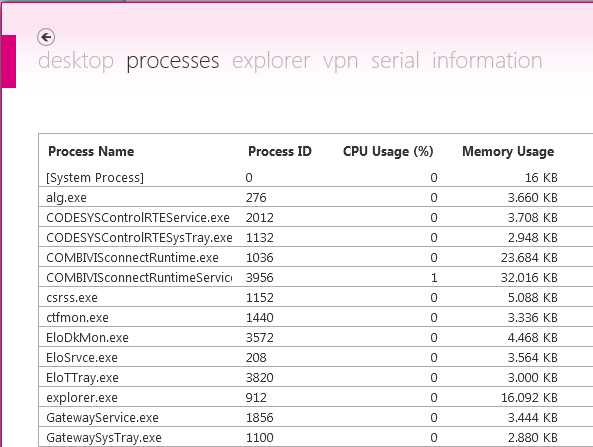 desktop processes explorer vpn serial information
Process Name Process ID CPU Usage (%) Memory Usage
[System Process] 0 0 16 KB
alg.exe 276 0 3.660 KB
CODESYSControlRTEService.exe 2012 0 3.708 KB
CODESYSControlRTESysTray.exe 1132 0 2.948 KB
COMBIVISconnectRuntime.exe 1036 0 23.684 KB
COMBIVISconnectRuntimeService 3956 1 32.016 KB
csrss.exe 1152 0 5.088 KB
ctfmon.exe 1440 0 3.336 KB
EloDkMon.exe 3572 0 4.468 KB
EloSrvce.exe 208 0 3.564 KB
EloTTray.exe 3820 0 3.000 KB
explorer.exe 912 0 16.092 KB
GatewayService.exe 1856 0 3.444 KB
GatewaySysTray.exe 1100 0 2.880 KB